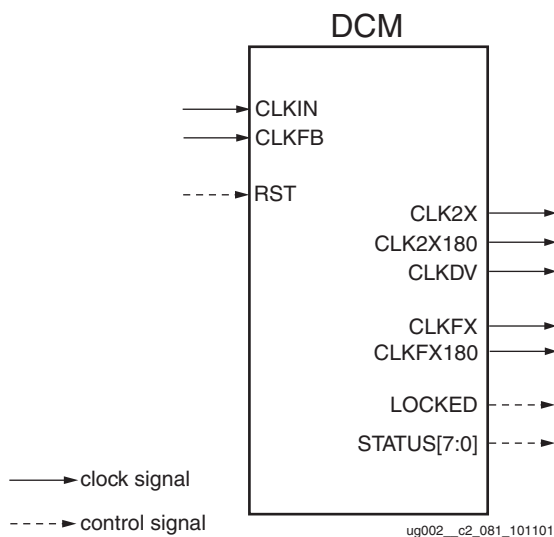 DCM
CLKIN
CLKFB
RST
CLK2X
CLK2X180
CLKDV
CLKFX
CLKFX180
LOCKED
STATUS[7:0]
clock signal
control signal
ug002__c2_081_101101